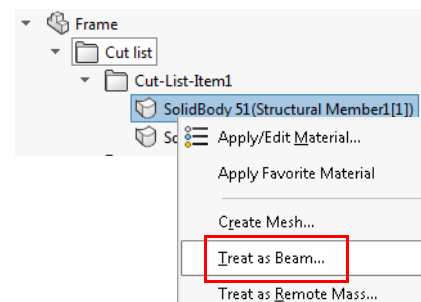 Frame
Cut list
Cut-List-Item1
SolidBody 51(Structural Member1[1])
Apply/Edit Material...
Apply Favorite Material
Create Mesh...
Treat as Beam...
Treat as Remote Mass...